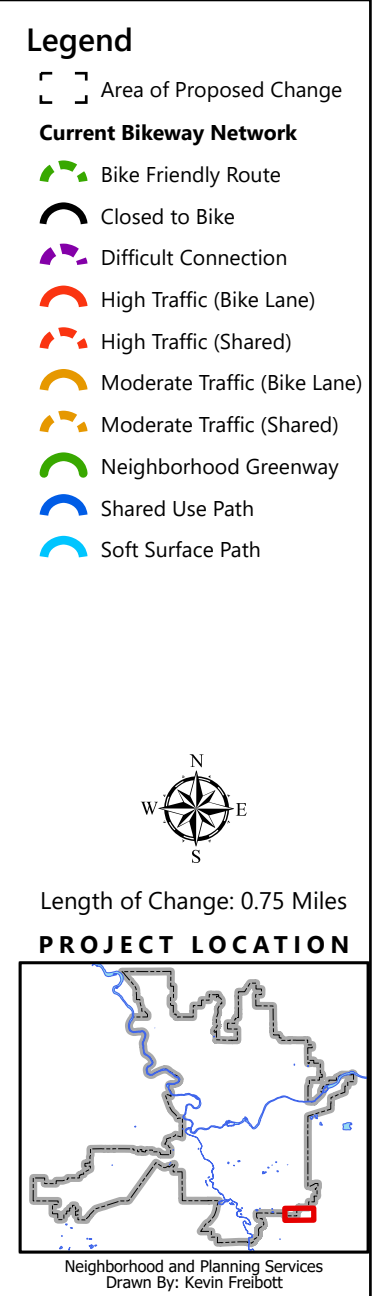 Legend
Area of Proposed Change
Current Bikeway Network
Bike Friendly Route
Closed to Bike
Difficult Connection
High Traffic (Bike Lane)
High Traffic (Shared)
Moderate Traffic (Bike Lane)
Moderate Traffic (Shared)
Neighborhood Greenway
Shared Use Path
Soft Surface Path
N
W E
S
Length of Change: 0.75 Miles
PROJECT LOCATION
Neighborhood and Planning Services
Drawn By: Kevin Freibott